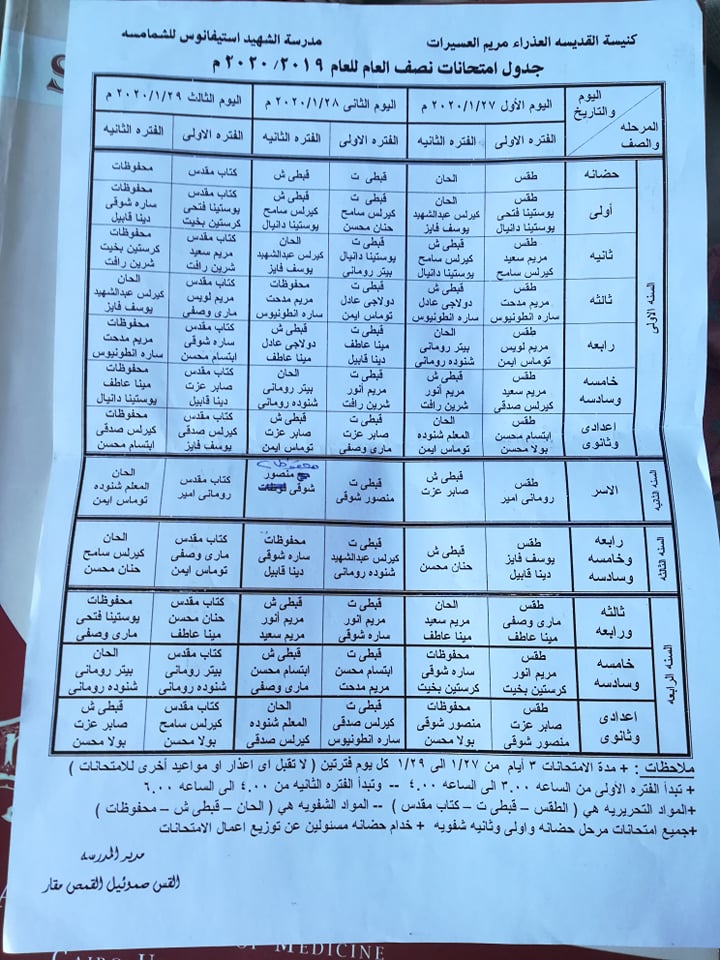 كنيسة القديسه العذراء مريم العسيرات
مدرسة الشهيد استيفانوس للشمامسه
جدول امتحانات نصف العام للعام ٢٠١٩/ ٢٠٢٠ م
اليوم والتاريخ
المرحله والصف
اليوم الأول ٢٠٢٠/١/٢٧ م
اليوم الثانى ٢٠٢٠/١/٢٨ م
اليوم الثالث ٢٠٢٠/١/٢٩ م
الفتره الاولى الفتره الثانيه الفتره الاولى الفتره الثانيه الفتره الاولى الفتره الثانيه
السنه الاولى
حضانه
طقس الحان قبطى ت قبطى ش كتاب مقدس محفوظات
أولى
طقس الحان قبطى ت قبطى ش كتاب مقدس محفوظات
يوستينا فتحى كيرلس عبدالشهيد كيرلس سامح كيرلس سامح يوستينا فتحى ساره شوقى
يوستينا دانيال يوسف فايز حنان محسن يوستينا دانيال كرستين بخيت دينا قابيل
ثانيه
طقس قبطى ش قبطى ت الحان كتاب مقدس محفوظات
مريم سعيد كيرلس سامح يوستينا دانيال كيرلس عبدالشهيد مريم سعيد كرستين بخيت
كيرلس سامح يوستينا دانيال بيتر رومانى يوسف فايز شرين رافت شرين رافت
ثالثه
طقس قبطى ش قبطى ت محفوظات كتاب مقدس الحان
مريم مدحت دولاجى عادل دولاجى عادل مريم مدحت مريم لويس كيرلس عبدالشهيد
ساره انطونيوس ساره انطونيوس توماس ايمن ساره انطونيوس مارى وصفى يوسف فايز
رابعه
طقس الحان قبطى ت قبطى ش كتاب مقدس محفوظات
مريم لويس بيتر رومانى مينا عاطف دولاجى عادل ساره شوقى مريم مدحت
توماس ايمن شنوده رومانى دينا قابيل مينا عاطف ابتسام محسن ساره انطونيوس
خامسه وسادسه
طقس قبطى ش قبطى ت الحان كتاب مقدس محفوظات
مريم سعيد مريم أنور مريم أنور بيتر رومانى صابر عزت مينا عاطف
كيرلس صدقى شرين رافت شرين رافت شنوده رومانى دينا قابيل يوستينا دانيال
اعدادى وثانوى
طقس الحان قبطى ت قبطى ش كتاب مقدس محفوظات
ابتسام محسن المعلم شنوده صابر عزت صابر عزت كيرلس صدقى كيرلس صدقى
بولا محسن توماس ايمن مارى وصفى توماس ايمن يوسف فايز ابتسام محسن
السنه الثانيه
الاسر
طقس قبطى ش قبطى ت محفوظات كتاب مقدس الحان
رومانى امير صابر عزت منصور شوقى منصور شوقى رومانى امير المعلم شنوده
توماس ايمن
السنه الثالثه
رابعه وخامسه وسادسه
طقس قبطى ش قبطى ت محفوظات كتاب مقدس الحان
يوسف فايز حنان محسن كيرلس عبدالشهيد ساره شوقى مارى وصفى كيرلس سامح
دينا قابيل شنوده رومانى دينا قابيل توماس ايمن حنان محسن
السنه الرابعه
ثالثه ورابعه
طقس الحان قبطى ت قبطى ش كتاب مقدس محفوظات
مارى وصفى مريم سعيد مريم أنور مريم أنور حنان محسن يوستينا فتحى
مينا عاطف مينا عاطف ساره شوقى مريم سعيد مينا عاطف مارى وصفى
خامسه وسادسه
طقس محفوظات قبطى ت قبطى ش كتاب مقدس الحان
مريم أنور ساره شوقى ابتسام محسن ابتسام محسن بيتر رومانى بيتر رومانى
كرستين بخيت كرستين بخيت مريم مدحت مارى وصفى شنوده رومانى شنوده رومانى
اعدادى وثانوى
طقس محفوظات قبطى ت الحان كتاب مقدس قبطى ش
صابر عزت منصور شوقى كيرلس صدقى المعلم شنوده كيرلس سامح صابر عزت
منصور شوقى بولا محسن ساره انطونيوس كيرلس صدقى بولا محسن بولا محسن
ملاحظات : + مدة الامتحانات ٣ أيام من ١/٢٧ الى ١/٢٩ كل يوم فترتين ( لا تقبل اى اعذار او مواعيد أخرى للامتحانات )
+ تبدأ الفتره الأولى من الساعه ٣.٠٠ الى الساعه ٤.٠٠ -- وتبدأ الفتره الثانيه من ٤.٠٠ الى الساعه ٦.٠٠
+المواد التحريريه هي ( الطقس – قبطى ت – كتاب مقدس ) -- المواد الشفويه هي ( الحان – قبطى ش – محفوظات )
+جميع امتحانات مرحل حضانه واولى وثانيه شفويه + خدام حضانه مسئولين عن توزيع اعمال الامتحانات
مدير المدرسه
القس صموئيل القمص مقار
OF MEDICINE
CAIRO U